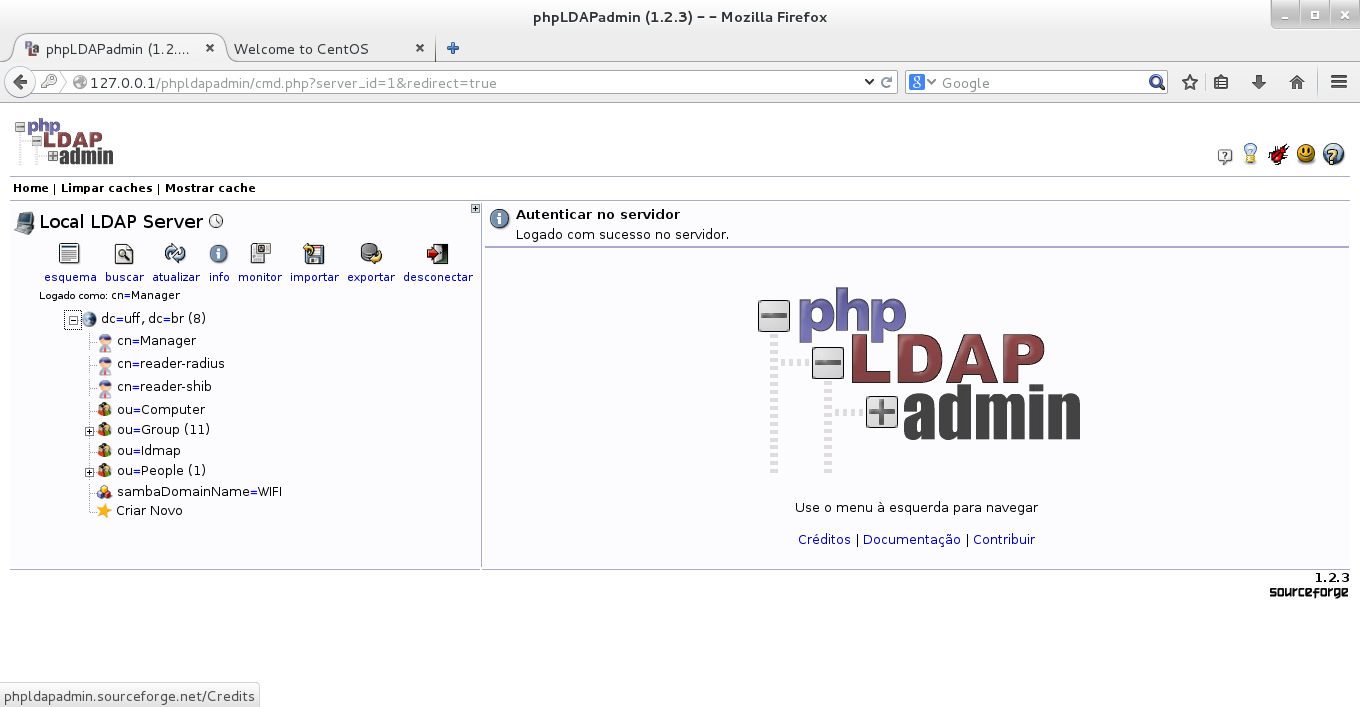 phpLDAPadmin (1.2.3) - - Mozilla Firefox
phpLDAPadmin (1.2....
Welcome to CentOS
127.0.0.1/phpldapadmin/cmd.php?server_id=1&redirect=true
Google
php
LDAP
admin
Home | Limpar caches | Mostrar cache
Local LDAP Server
esquema buscar atualizar info monitor importar exportar desconectar
Logado como: cn=Manager
dc=uff, dc=br (8)
cn=Manager
cn=reader-radius
cn=reader-shib
ou=Computer
ou=Group (11)
ou=Idmap
ou=People (1)
sambaDomainName=WIFI
Criar Novo
Autenticar no servidor
Logado com sucesso no servidor.
php
LDAP
admin
Use o menu à esquerda para navegar
Créditos | Documentação | Contribuir
1.2.3
sourceforge
phpldapadmin.sourceforge.net/Credits